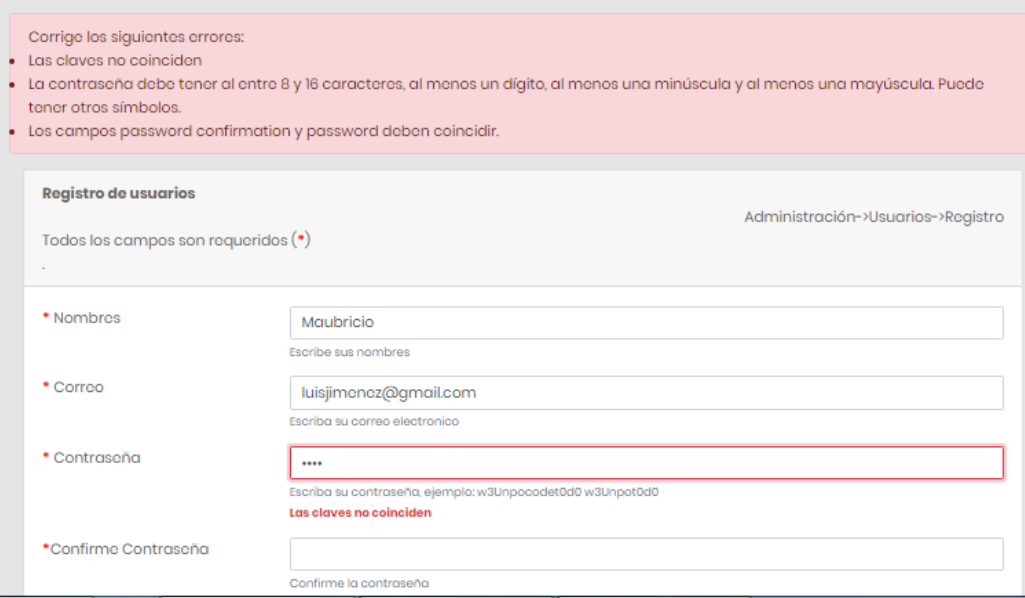 Corrige los siguientes errores:
Las claves no coinciden
La contraseña debe tener al entre 8 y 16 caracteres, al menos un dígito, al menos una minúscula y al menos una mayúscula. Puede
tener otros símbolos.
Los campos password confirmation y password deben coincidir.
Registro de usuarios
Administración->Usuarios->Registro
Todos los campos son requeridos (*)
.
* Nombres
Maubricio
Escribe sus nombres
* Correo
luisjimenez@gmail.com
Escriba su correo electronico
* Contraseña
••••
Escriba su contraseña, ejemplo: w3Unpocodet0d0 w3Unpot0d0
Las claves no coinciden
*Confirme Contraseña
Confirme la contraseña